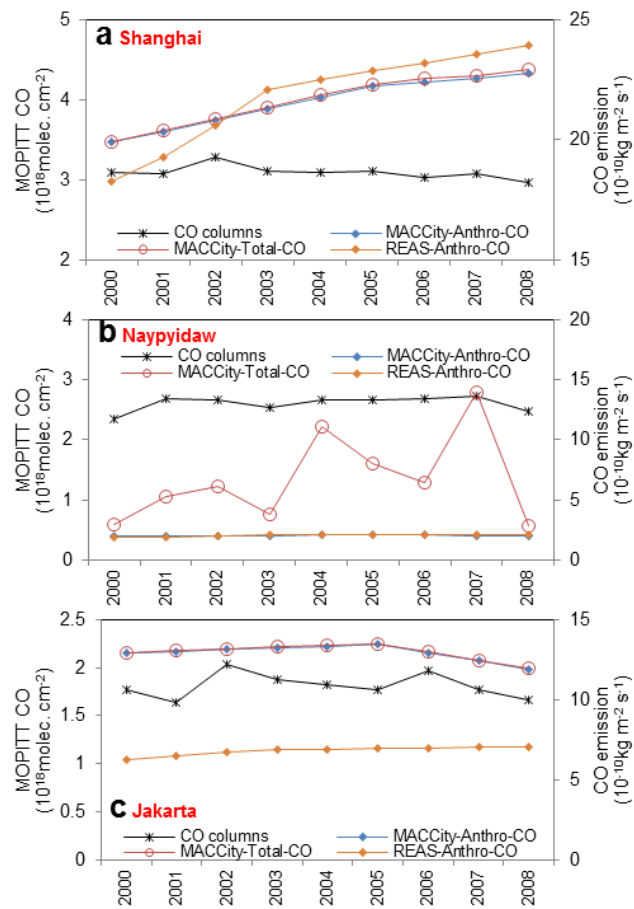 a Shanghai
MOPITT CO
(10¹⁸molec. cm⁻²)
5
4
3
2
CO emission
(10⁻¹⁰kg m⁻² s⁻¹)
25
20
15
CO columns
MACCity-Anthro-CO
MACCity-Total-CO
REAS-Anthro-CO
2000 2001 2002 2003 2004 2005 2006 2007 2008
b Naypyidaw
MOPITT CO
(10¹⁸molec. cm⁻²)
4
3
2
1
0
CO emission
(10⁻¹⁰kg m⁻² s⁻¹)
20
15
10
5
0
CO columns
MACCity-Anthro-CO
MACCity-Total-CO
REAS-Anthro-CO
2000 2001 2002 2003 2004 2005 2006 2007 2008
MOPITT CO
(10¹⁸molec. cm⁻²)
2.5
2
1.5
1
0.5
0
CO emission
(10⁻¹⁰kg m⁻² s⁻¹)
15
10
5
0
c Jakarta
CO columns
MACCity-Anthro-CO
MACCity-Total-CO
REAS-Anthro-CO
2000 2001 2002 2003 2004 2005 2006 2007 2008